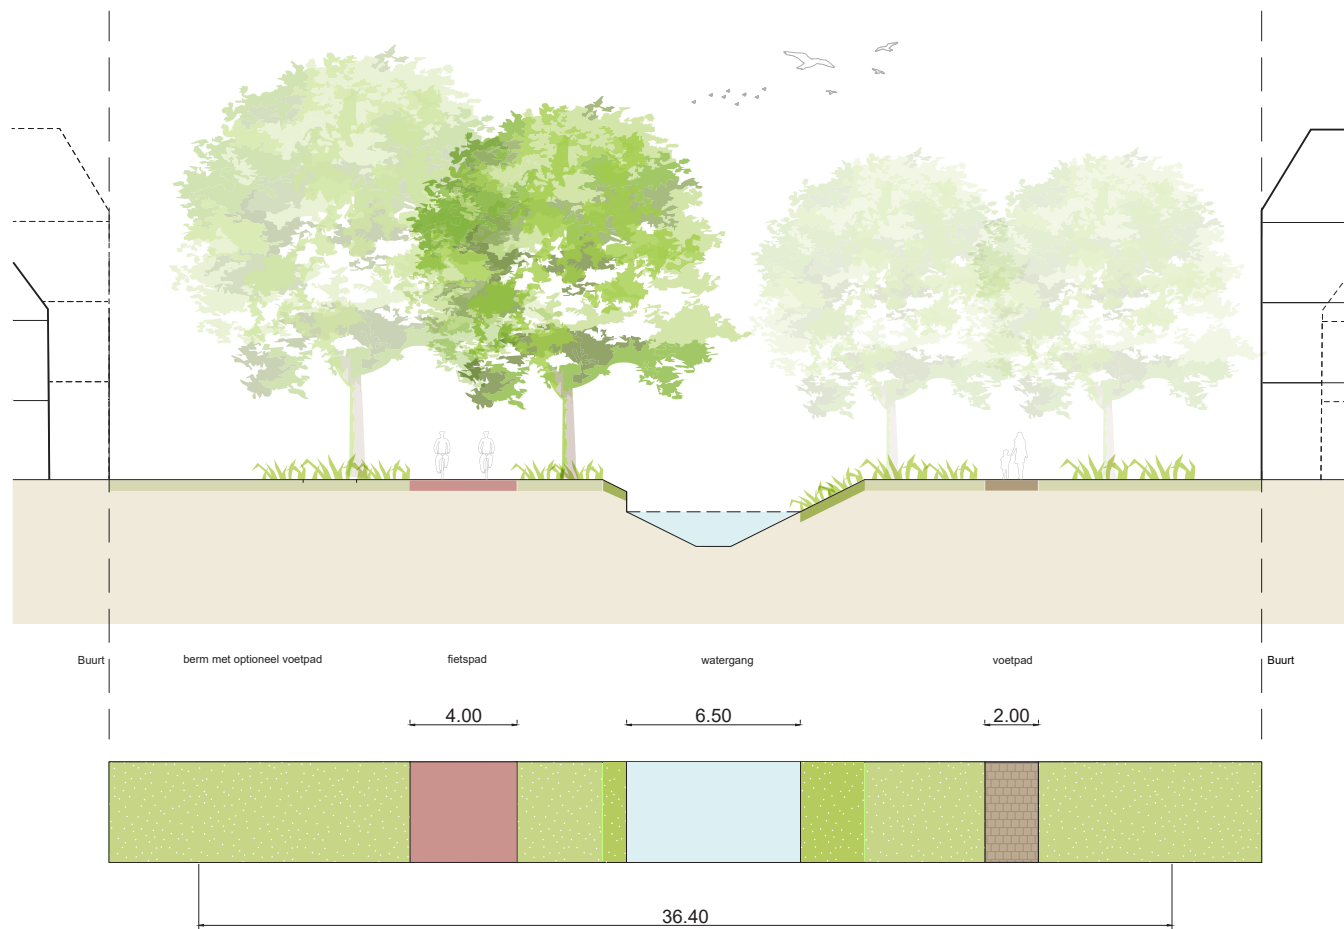 Buurt
berm met optioneel voetpad
fietspad
watergang
voetpad
Buurt
4.00
6.50
2.00
36.40